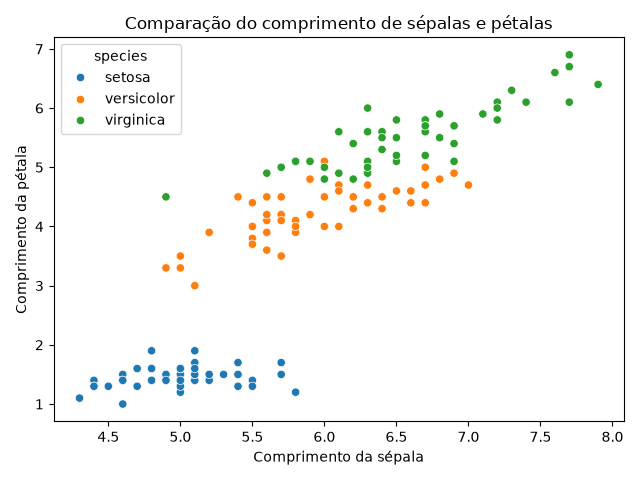 Comparação do comprimento de sépalas e pétalas
species
setosa
versicolor
virginica
Comprimento da pétala
7
6
5
4
3
2
1
4.5 5.0 5.5 6.0 6.5 7.0 7.5 8.0
Comprimento da sépala